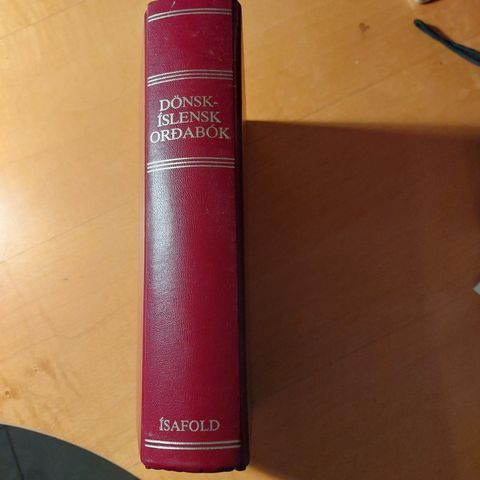 DÖNSK-
ÍSLENSK
ORÐABÓK
ÍSAFOLD